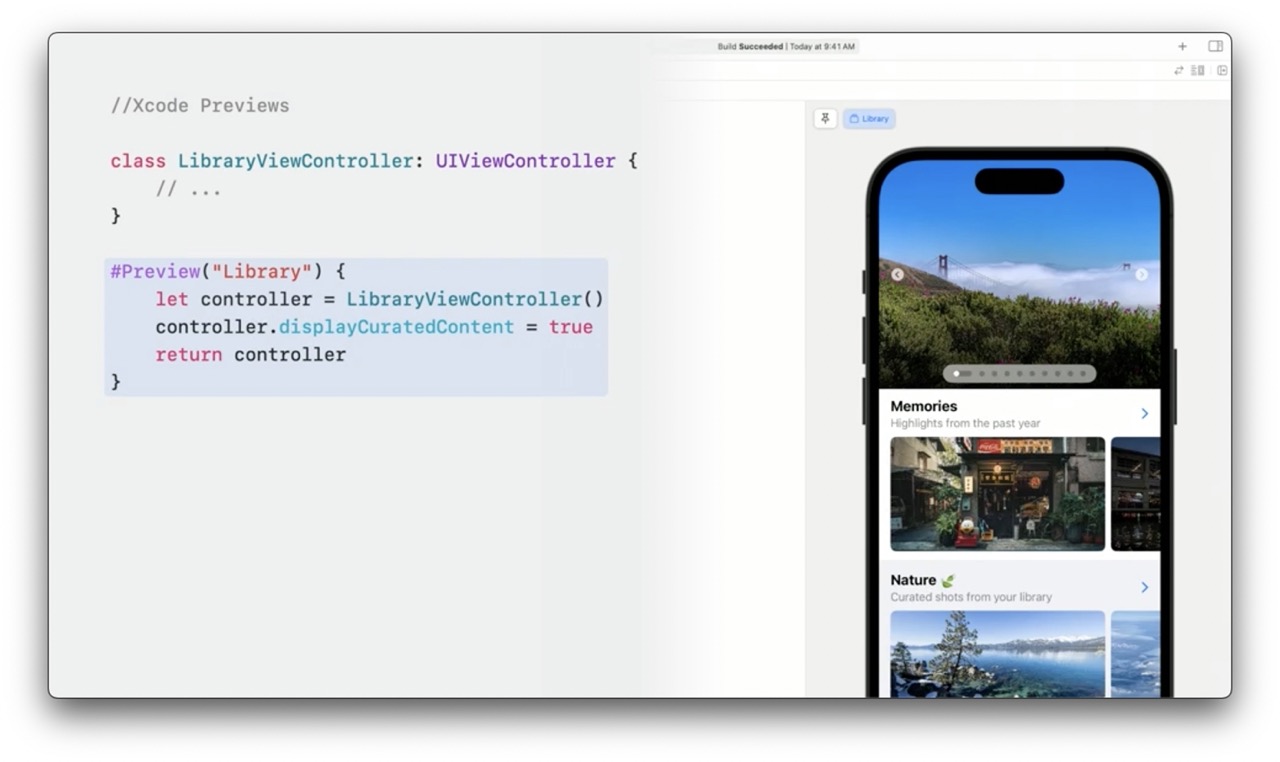 //Xcode Previews
class LibraryViewController: UIViewController {
    // ...
}
#Preview("Library") {
    let controller = LibraryViewController()
    controller.displayCuratedContent = true
    return controller
}
Build Succeeded | Today at 9:41 AM
Library
Memories
Highlights from the past year
Nature 🌿
Curated shots from your library